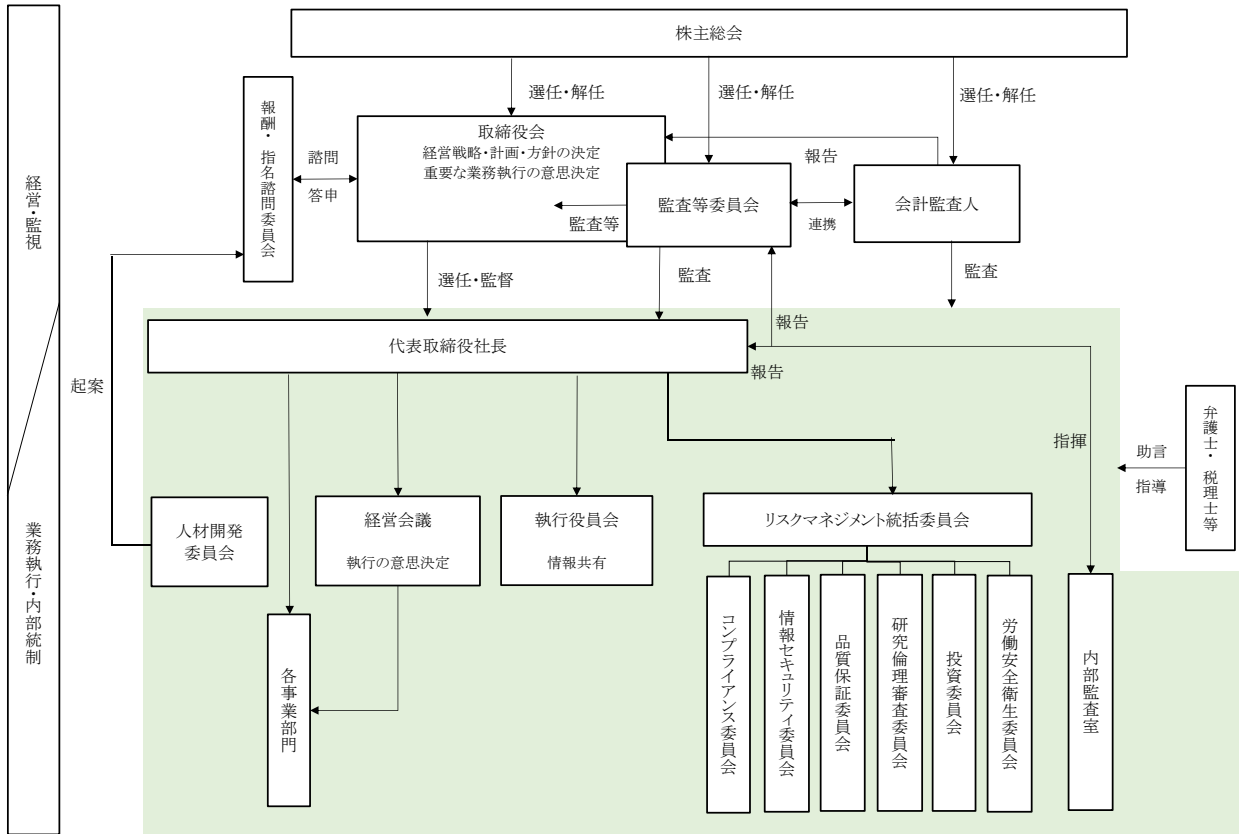 株主総会
選任・解任
選任・解任
選任・解任
報酬・指名諮問委員会
諮問
答申
取締役会
経営戦略・計画・方針の決定
重要な業務執行の意思決定
監査等
監査等委員会
報告
連携
会計監査人
経営・監視
選任・監督
監査
監査
報告
代表取締役社長
報告
起案
指揮
助言
指導
弁護士・税理士等
業務執行・内部統制
人材開発
委員会
経営会議
執行の意思決定
執行役員会
情報共有
リスクマネジメント統括委員会
各事業部門
コンプライアンス委員会
情報セキュリティ委員会
品質保証委員会
研究倫理審査委員会
投資委員会
労働安全衛生委員会
内部監査室